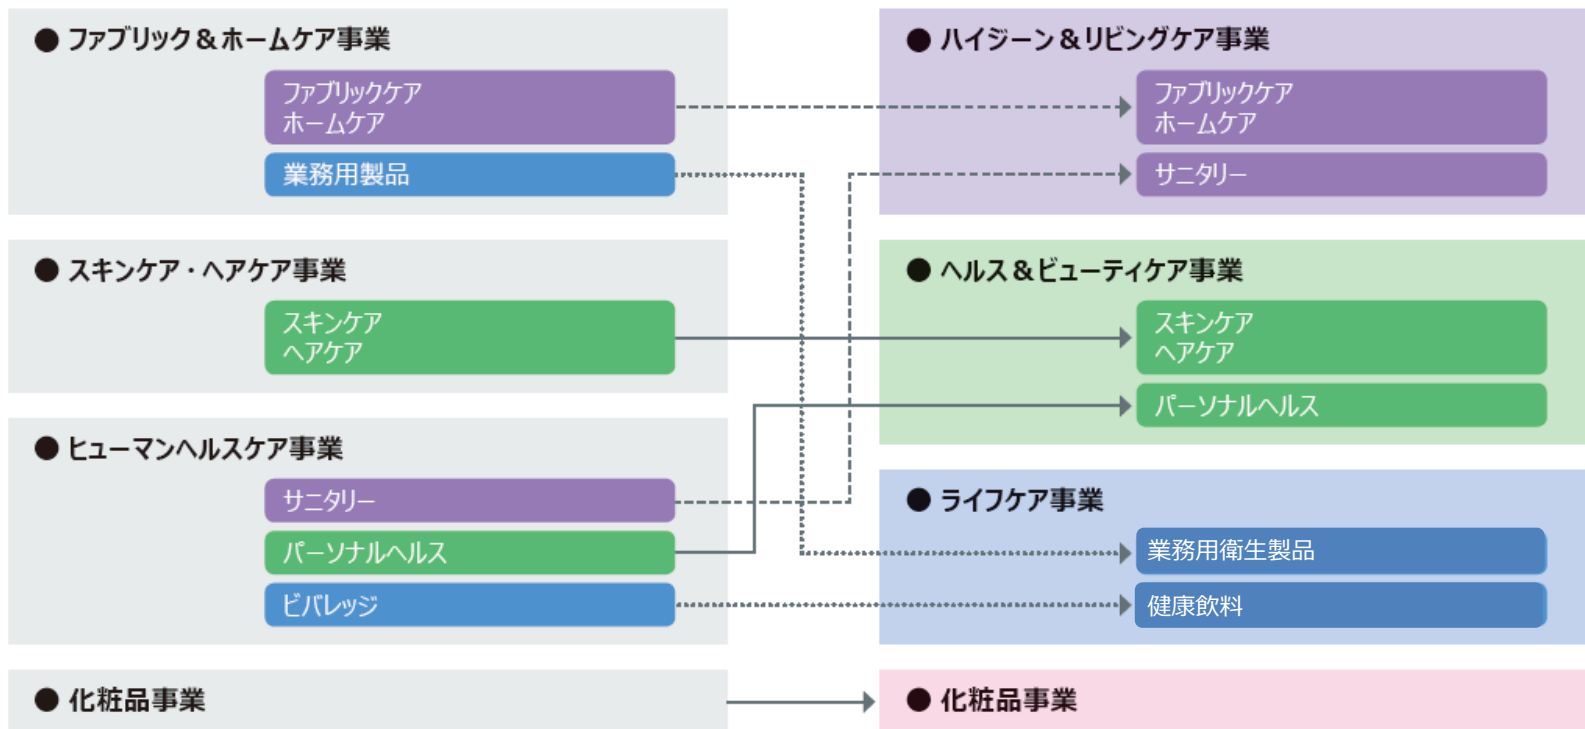 ● ファブリック＆ホームケア事業
ファブリックケア
ホームケア
業務用製品
● スキンケア・ヘアケア事業
スキンケア
ヘアケア
● ヒューマンヘルスケア事業
サニタリー
パーソナルヘルス
ビバレッジ
● 化粧品事業
● ハイジーン＆リビングケア事業
ファブリックケア
ホームケア
サニタリー
● ヘルス＆ビューティケア事業
スキンケア
ヘアケア
パーソナルヘルス
● ライフケア事業
業務用衛生製品
健康飲料
● 化粧品事業